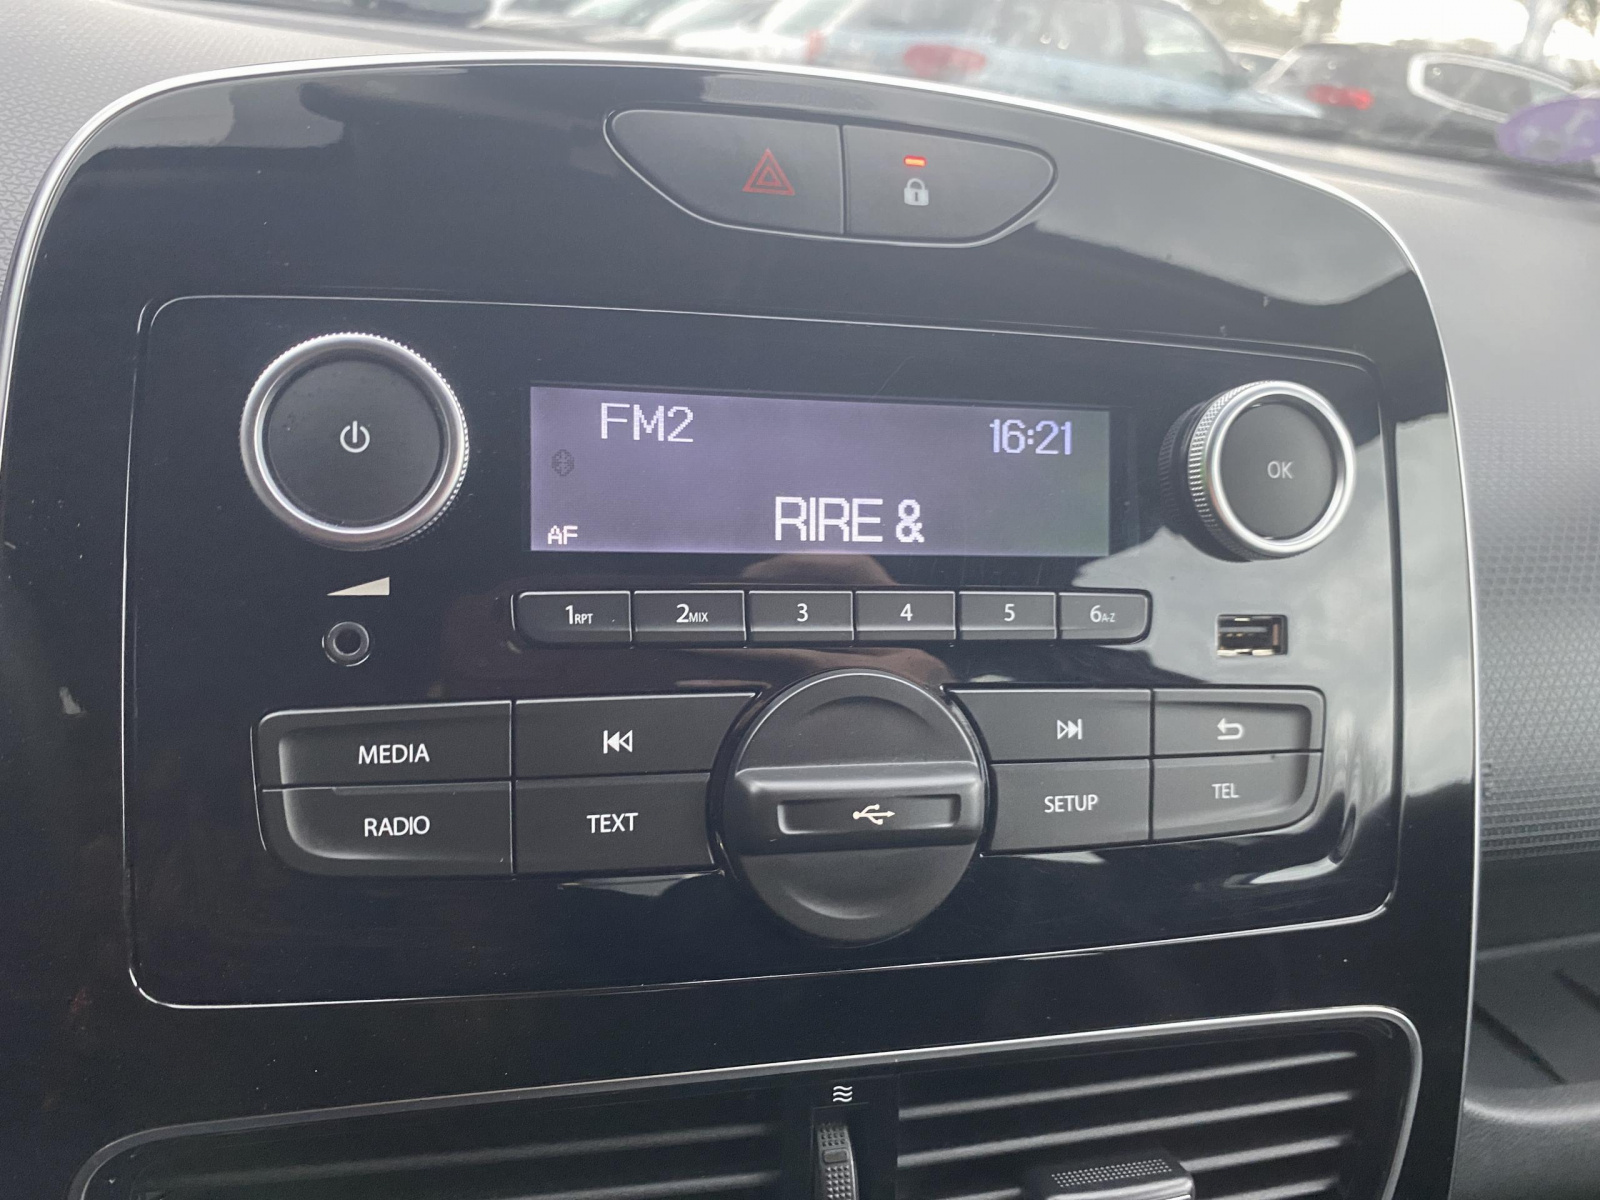 FM2
16:21
AF
RIRE &
OK
1RPT
2MIX
3
4
5
6A-Z
MEDIA
RADIO
TEXT
SETUP
TEL